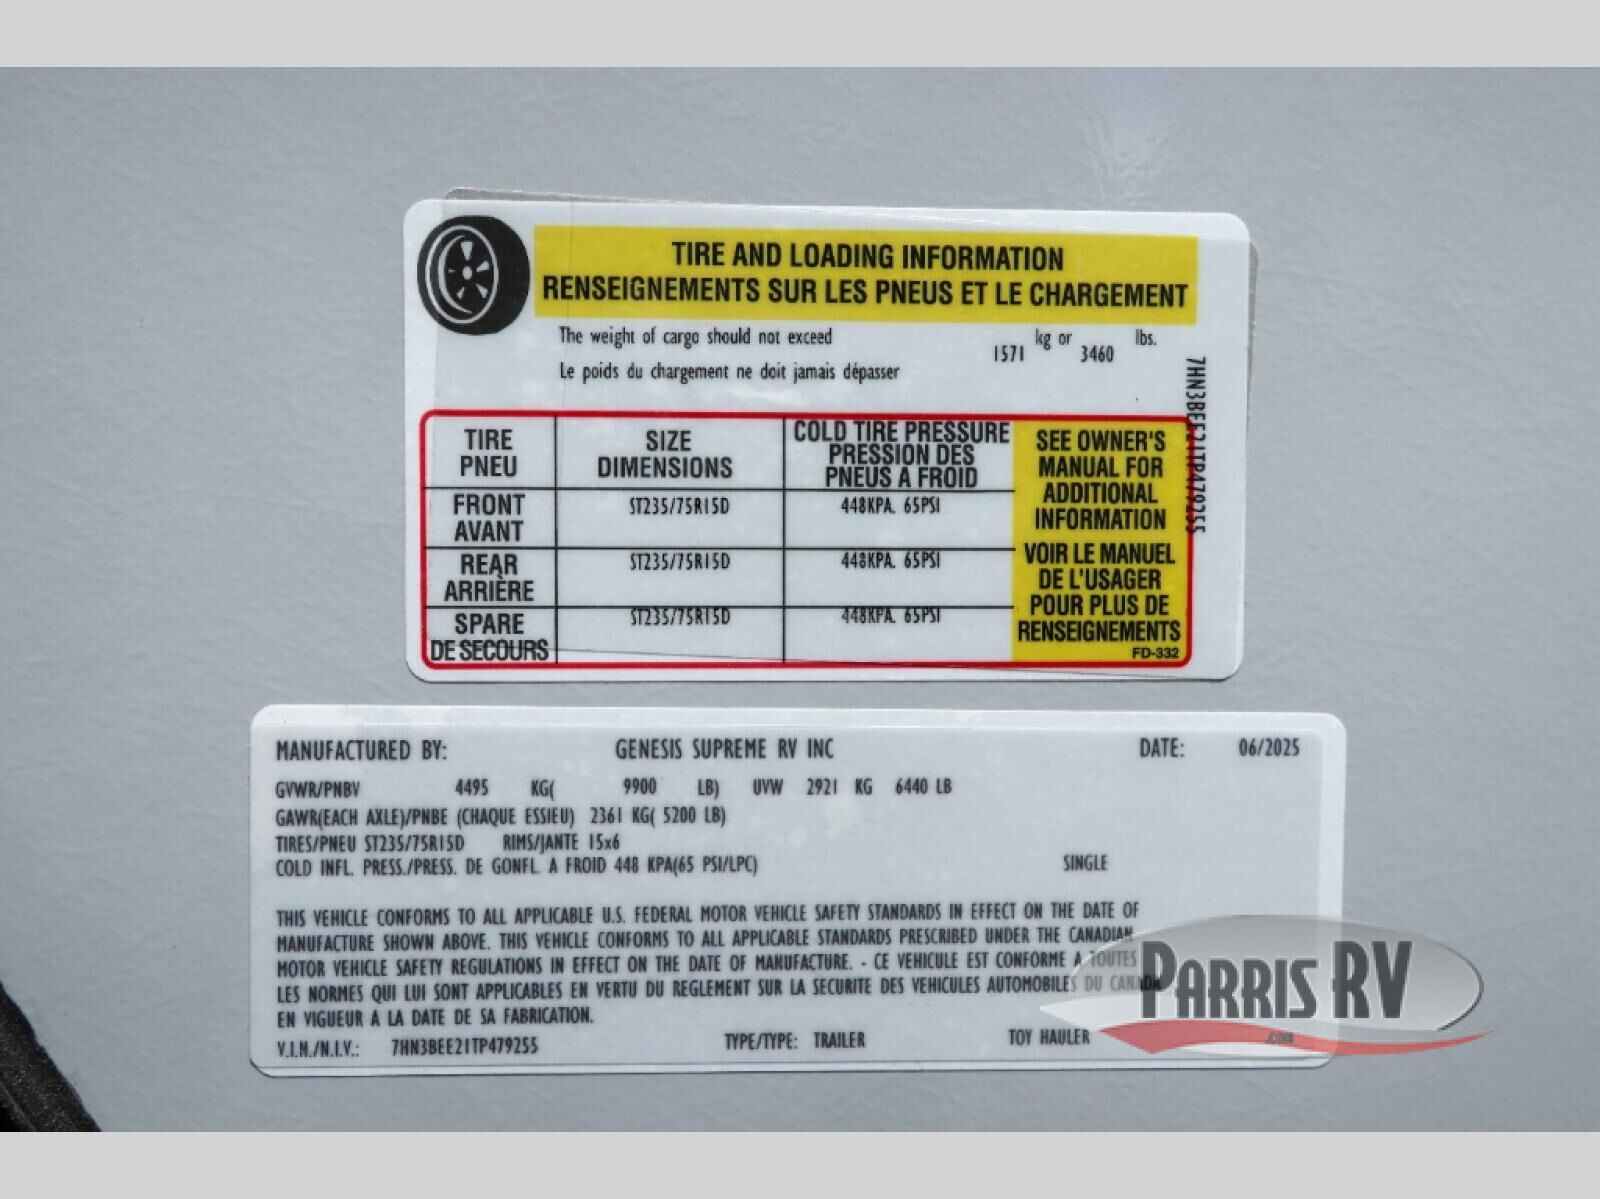 TIRE AND LOADING INFORMATION
RENSEIGNEMENTS SUR LES PNEUS ET LE CHARGEMENT
The weight of cargo should not exceed
Le poids du chargement ne doit jamais dépasser
1571 kg or 3460 lbs.
7HN3BEE21TP479255
TIRE PNEU
SIZE DIMENSIONS
COLD TIRE PRESSURE
PRESSION DES
PNEUS A FROID
FRONT AVANT ST235/75R15D 448KPA. 65PSI
REAR ARRIÈRE ST235/75R15D 448KPA. 65PSI
SPARE DE SECOURS ST235/75R15D 448KPA. 65PSI
SEE OWNER'S
MANUAL FOR
ADDITIONAL
INFORMATION
VOIR LE MANUEL
DE L'USAGER
POUR PLUS DE
RENSEIGNEMENTS
FD-332
MANUFACTURED BY: GENESIS SUPREME RV INC DATE: 06/2025
GVWR/PNBV 4495 KG( 9900 LB) UVW 2921 KG 6440 LB
GAWR(EACH AXLE)/PNBE (CHAQUE ESSIEU) 2361 KG( 5200 LB)
TIRES/PNEU ST235/75R15D RIMS/JANTE 15x6
COLD INFL. PRESS./PRESS. DE GONFL. A FROID 448 KPA(65 PSI/LPC) SINGLE
THIS VEHICLE CONFORMS TO ALL APPLICABLE U.S. FEDERAL MOTOR VEHICLE SAFETY STANDARDS IN EFFECT ON THE DATE OF
MANUFACTURE SHOWN ABOVE. THIS VEHICLE CONFORMS TO ALL APPLICABLE STANDARDS PRESCRIBED UNDER THE CANADIAN
MOTOR VEHICLE SAFETY REGULATIONS IN EFFECT ON THE DATE OF MANUFACTURE. - CE VEHICULE EST CONFORME A TOUTES
LES NORMES QUI LUI SONT APPLICABLES EN VERTU DU REGLEMENT SUR LA SECURITE DES VEHICULES AUTOMOBILES DU CANADA
EN VIGUEUR A LA DATE DE SA FABRICATION.
V.I.N./N.I.V.: 7HN3BEE21TP479255 TYPE/TYPE: TRAILER TOY HAULER
PARRIS RV
.com